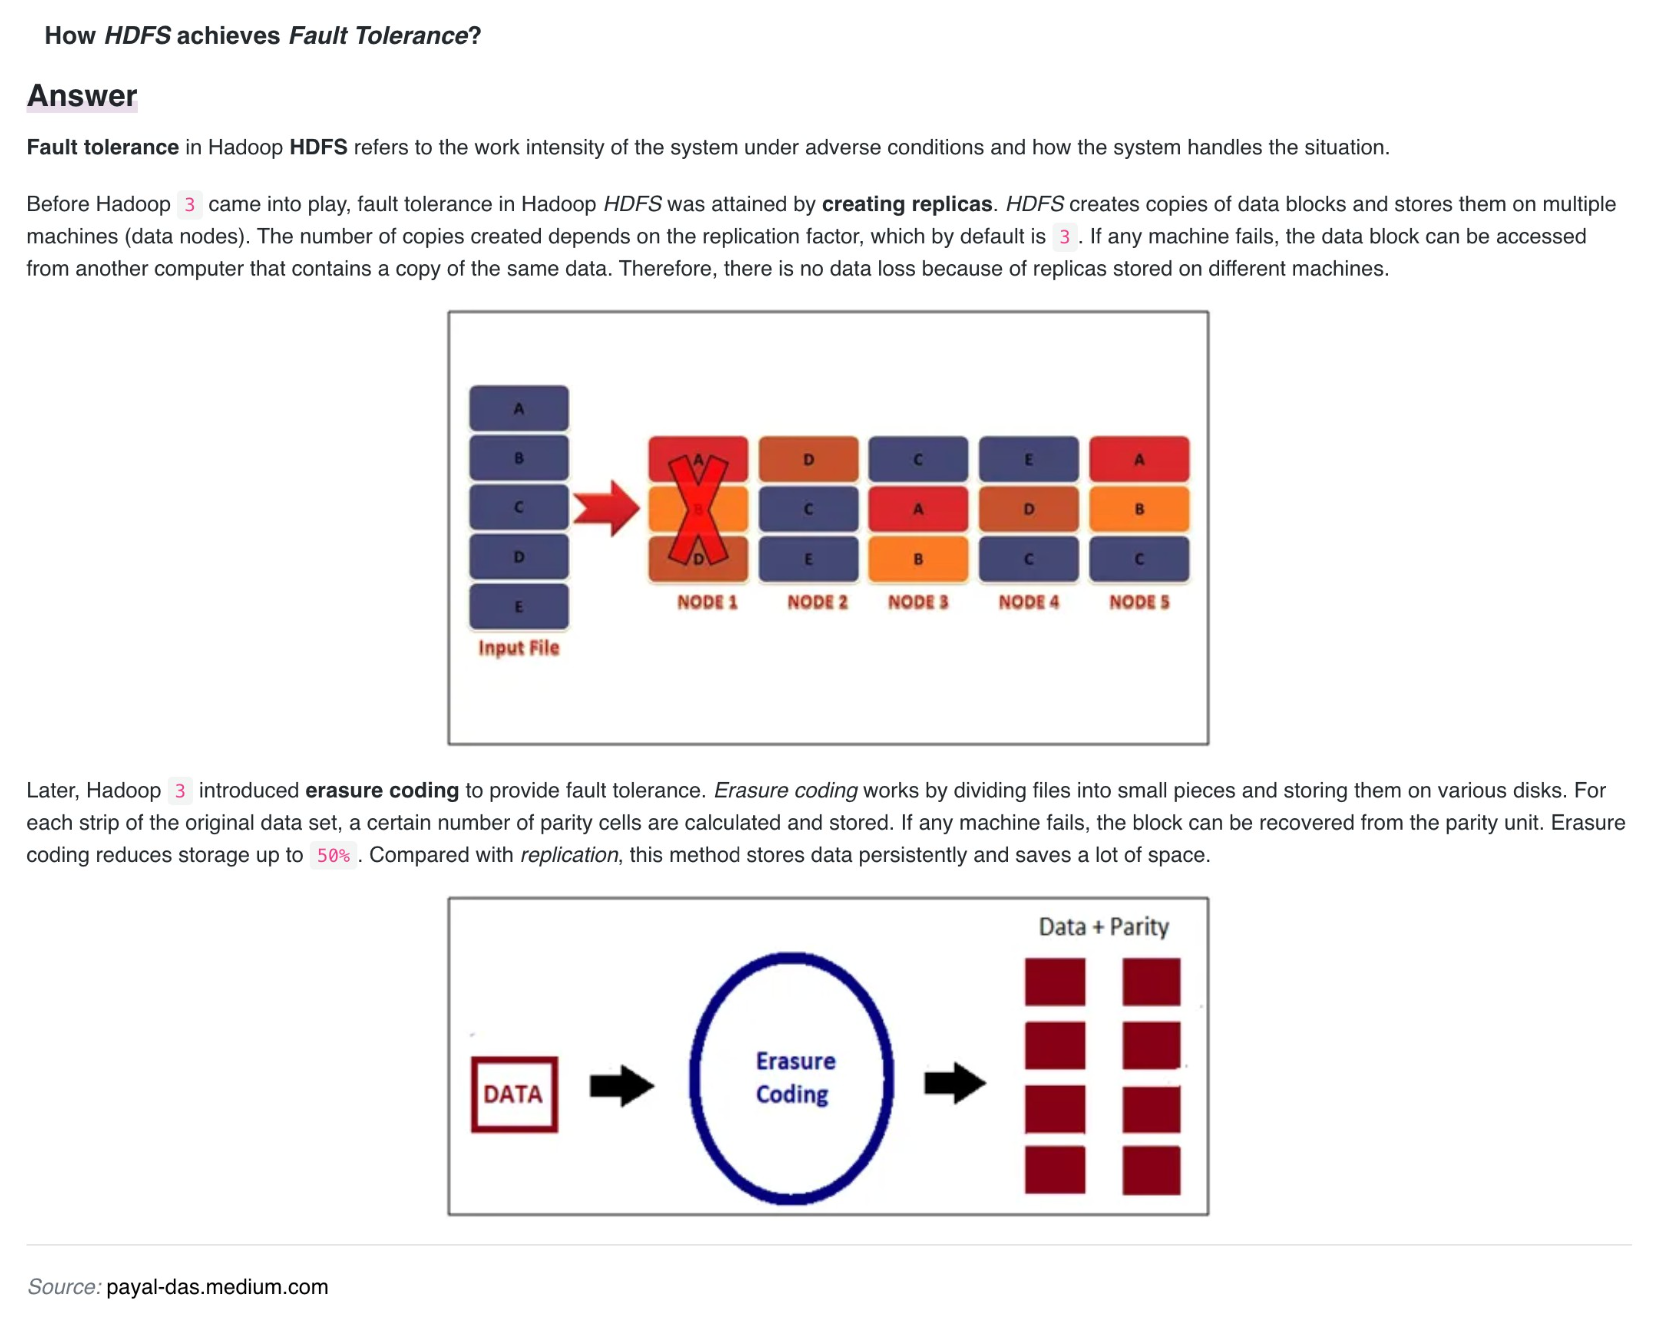 How HDFS achieves Fault Tolerance?
Answer
Fault tolerance in Hadoop HDFS refers to the work intensity of the system under adverse conditions and how the system handles the situation.
Before Hadoop 3 came into play, fault tolerance in Hadoop HDFS was attained by creating replicas. HDFS creates copies of data blocks and stores them on multiple
machines (data nodes). The number of copies created depends on the replication factor, which by default is 3 . If any machine fails, the data block can be accessed
from another computer that contains a copy of the same data. Therefore, there is no data loss because of replicas stored on different machines.
A
B
C
D
E
Input File
A
B
D
NODE 1
D
C
E
NODE 2
C
A
B
NODE 3
E
D
C
NODE 4
A
B
C
NODE 5
Later, Hadoop 3 introduced erasure coding to provide fault tolerance. Erasure coding works by dividing files into small pieces and storing them on various disks. For
each strip of the original data set, a certain number of parity cells are calculated and stored. If any machine fails, the block can be recovered from the parity unit. Erasure
coding reduces storage up to 50% . Compared with replication, this method stores data persistently and saves a lot of space.
DATA
Erasure
Coding
Data + Parity
Source: payal-das.medium.com